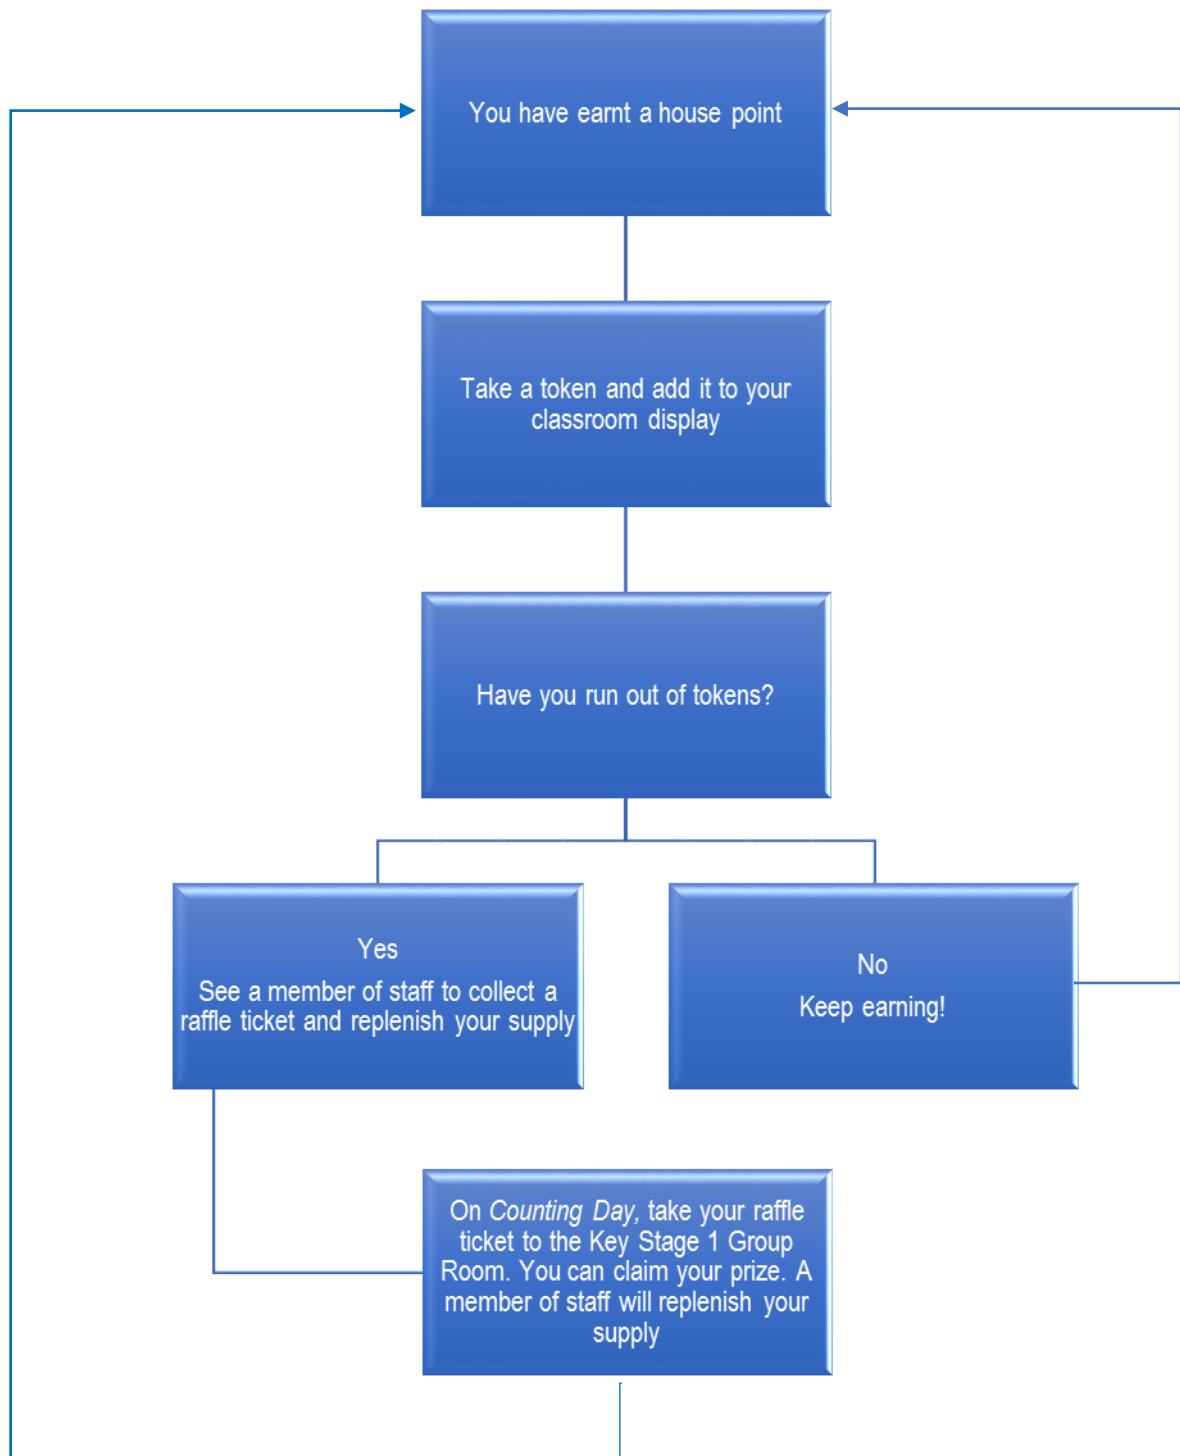 You have earnt a house point
Take a token and add it to your
classroom display
Have you run out of tokens?
Yes
See a member of staff to collect a
raffle ticket and replenish your supply
No
Keep earning!
On Counting Day, take your raffle
ticket to the Key Stage 1 Group
Room. You can claim your prize. A
member of staff will replenish your
supply